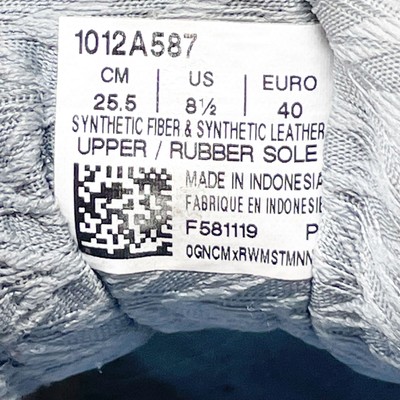 1012A587
CM | US | EURO
25.5 | 8½ | 40
SYNTHETIC FIBER & SYNTHETIC LEATHER
UPPER / RUBBER SOLE
MADE IN INDONESIA
FABRIQUE EN INDONESIE
F581119 P
0GNCMxRWMSTMNN